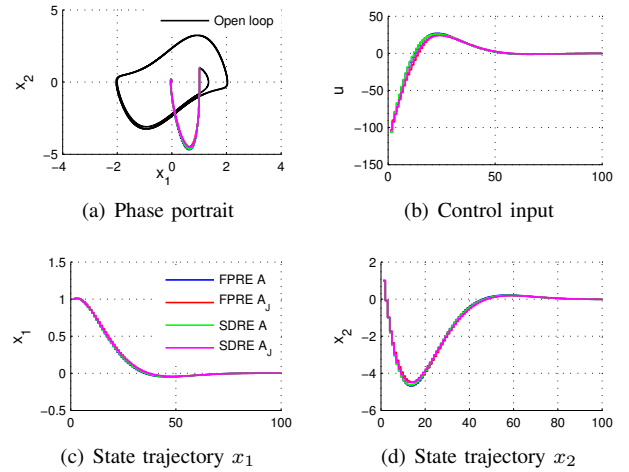 5
0
−5
−4
−2
0
2
4
x1
x2
Open loop
(a) Phase portrait
50
0
−50
−100
−150
0
50
100
u
(b) Control input
1.5
1
0.5
0
−0.5
0
50
100
x1
FPRE A
FPRE AJ
SDRE A
SDRE AJ
(c) State trajectory x1
2
0
−2
−4
−6
0
20
40
60
80
100
x2
(d) State trajectory x2